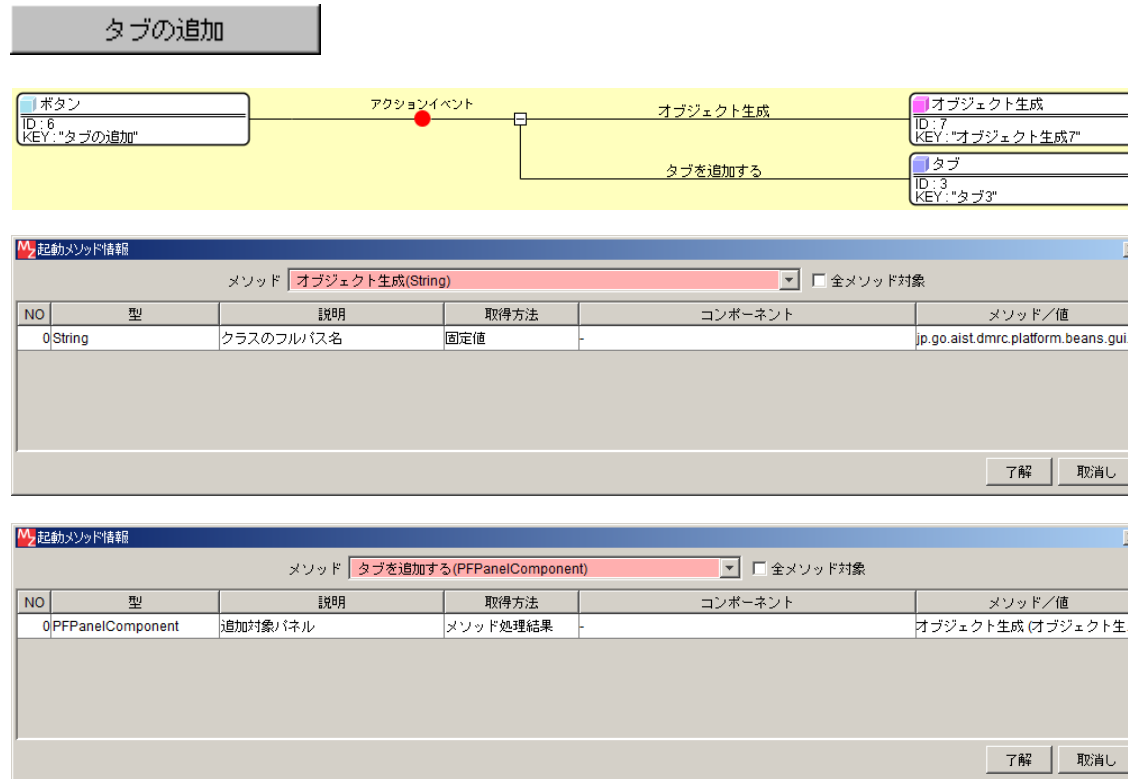 タブの追加
ボタン
ID : 6
KEY : "タブの追加"
アクションイベント
オブジェクト生成
オブジェクト生成
ID : 7
KEY : "オブジェクト生成7"
タブを追加する
タブ
ID : 3
KEY : "タブ3"
Mz 起動メソッド情報
メソッド オブジェクト生成(String) 全メソッド対象
NO 型 説明 取得方法 コンポーネント メソッド／値
0 String クラスのフルパス名 固定値 - jp.go.aist.dmrc.platform.beans.gui.
了解 取消し
Mz 起動メソッド情報
メソッド タブを追加する(PFPanelComponent) 全メソッド対象
NO 型 説明 取得方法 コンポーネント メソッド／値
0 PFPanelComponent 追加対象パネル メソッド処理結果 - オブジェクト生成 (オブジェクト生
了解 取消し